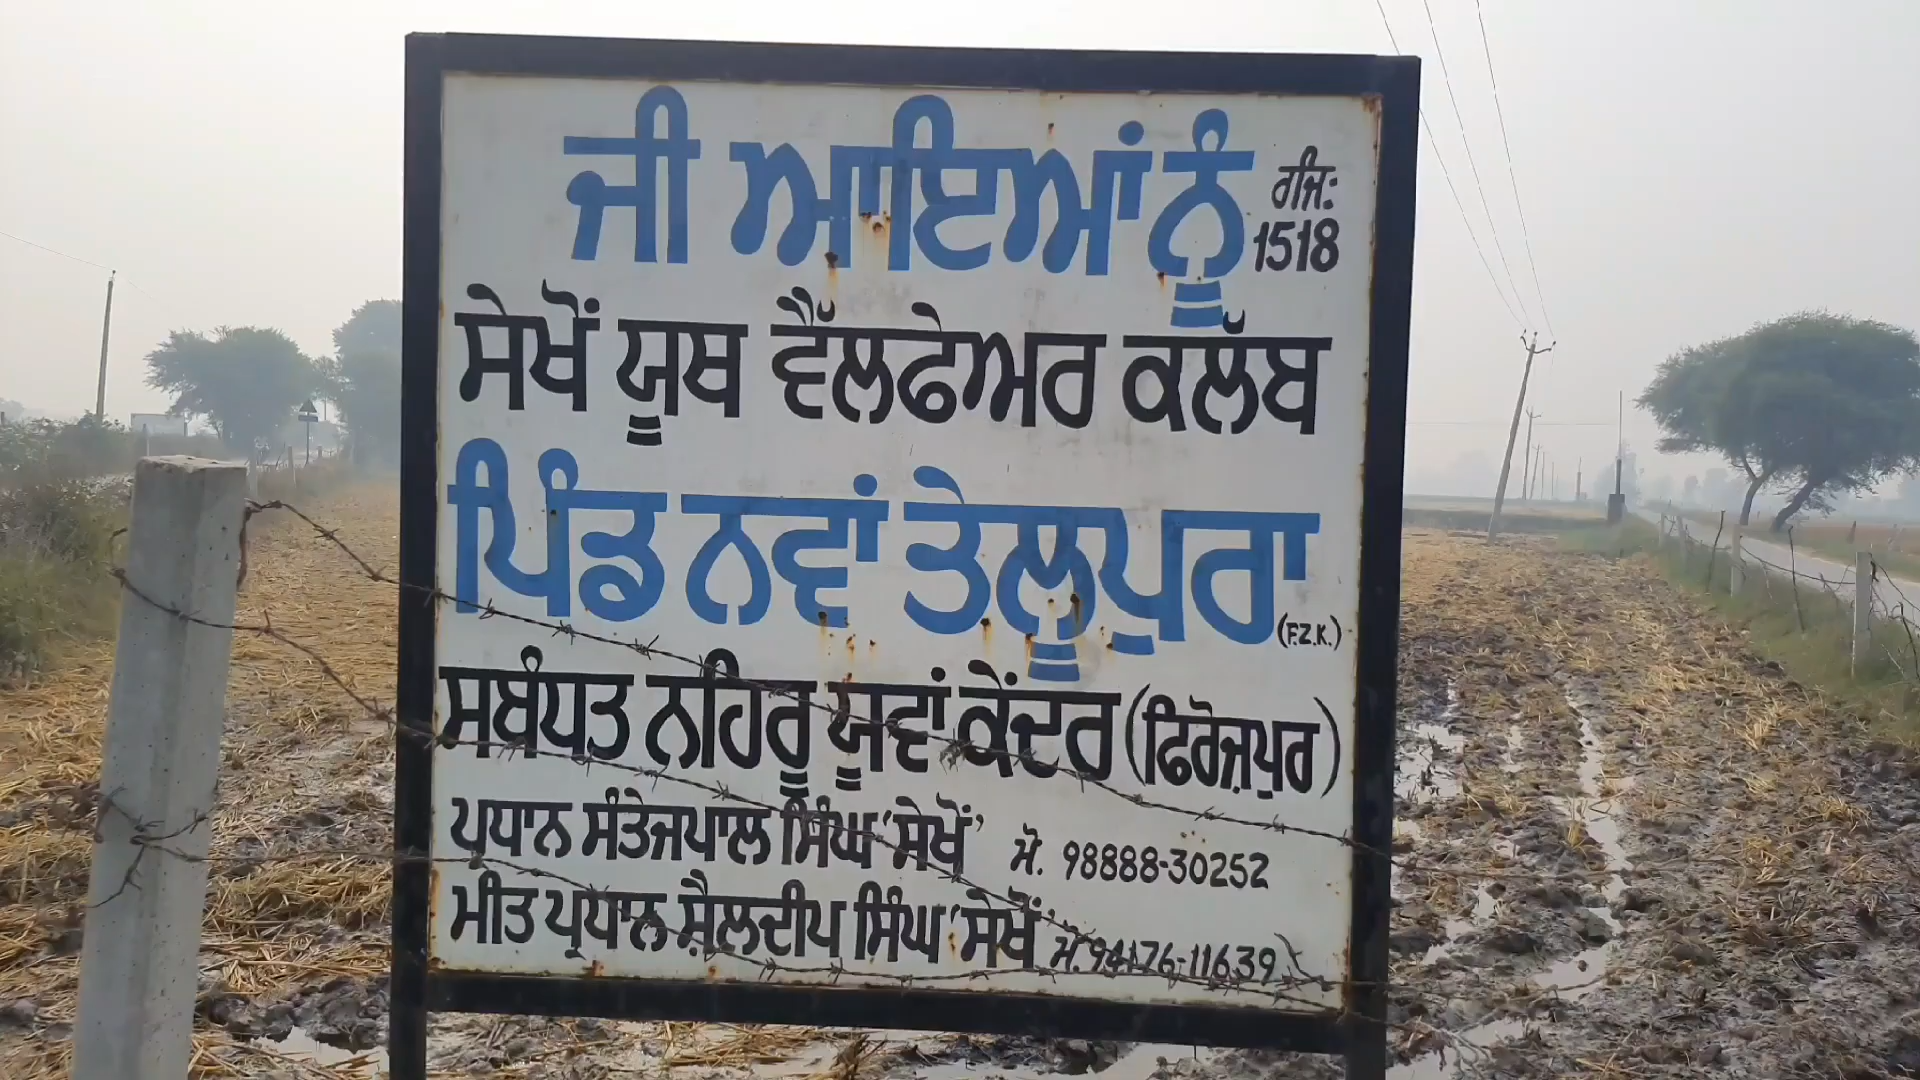 ਜੀ ਆਇਆਂ ਨੂੰ ਰਜਿ: 1518
ਸੇਖੋਂ ਯੂਥ ਵੈੱਲਫੇਅਰ ਕਲੱਬ
ਪਿੰਡ ਨਵਾਂ ਤੇਲੂਪੁਰਾ (F.Z.K.)
ਸਬੰਧਤ ਨਹਿਰੂ ਯੂਵਾਂ ਕੇਂਦਰ (ਫਿਰੋਜ਼ਪੁਰ)
ਪ੍ਰਧਾਨ ਸੰਤੇਜਪਾਲ ਸਿੰਘ 'ਸੇਖੋਂ' ਮੋ. 98888-30252
ਮੀਤ ਪ੍ਰਧਾਨ ਸ਼ੈਲਦੀਪ ਸਿੰਘ 'ਸੇਖੋਂ' ਮੋ. 94176-11639